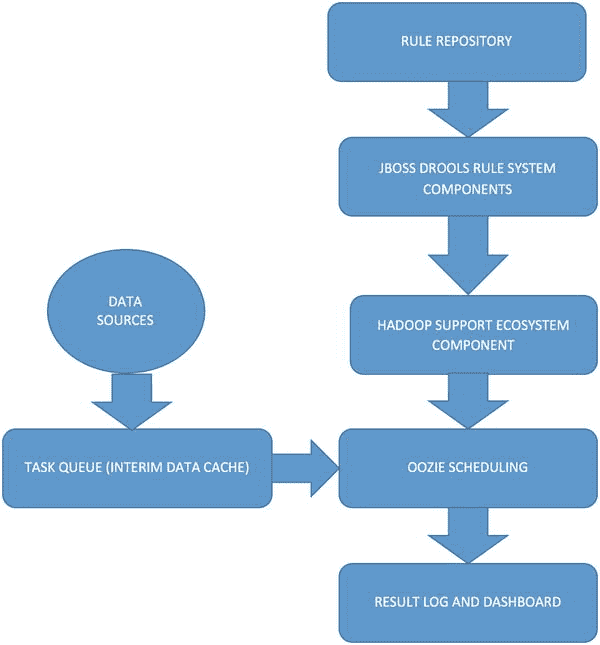 RULE REPOSITORY
JBOSS DROOLS RULE SYSTEM
COMPONENTS
DATA
SOURCES
HADOOP SUPPORT ECOSYSTEM
COMPONENT
TASK QUEUE (INTERIM DATA CACHE)
OOZIE SCHEDULING
RESULT LOG AND DASHBOARD